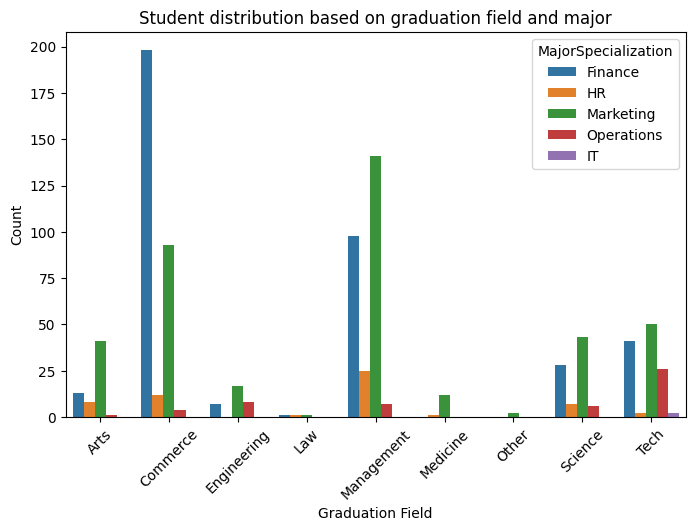 Student distribution based on graduation field and major
MajorSpecialization
Finance
HR
Marketing
Operations
IT
Count
200
175
150
125
100
75
50
25
0
Arts
Commerce
Engineering
Law
Management
Medicine
Other
Science
Tech
Graduation Field